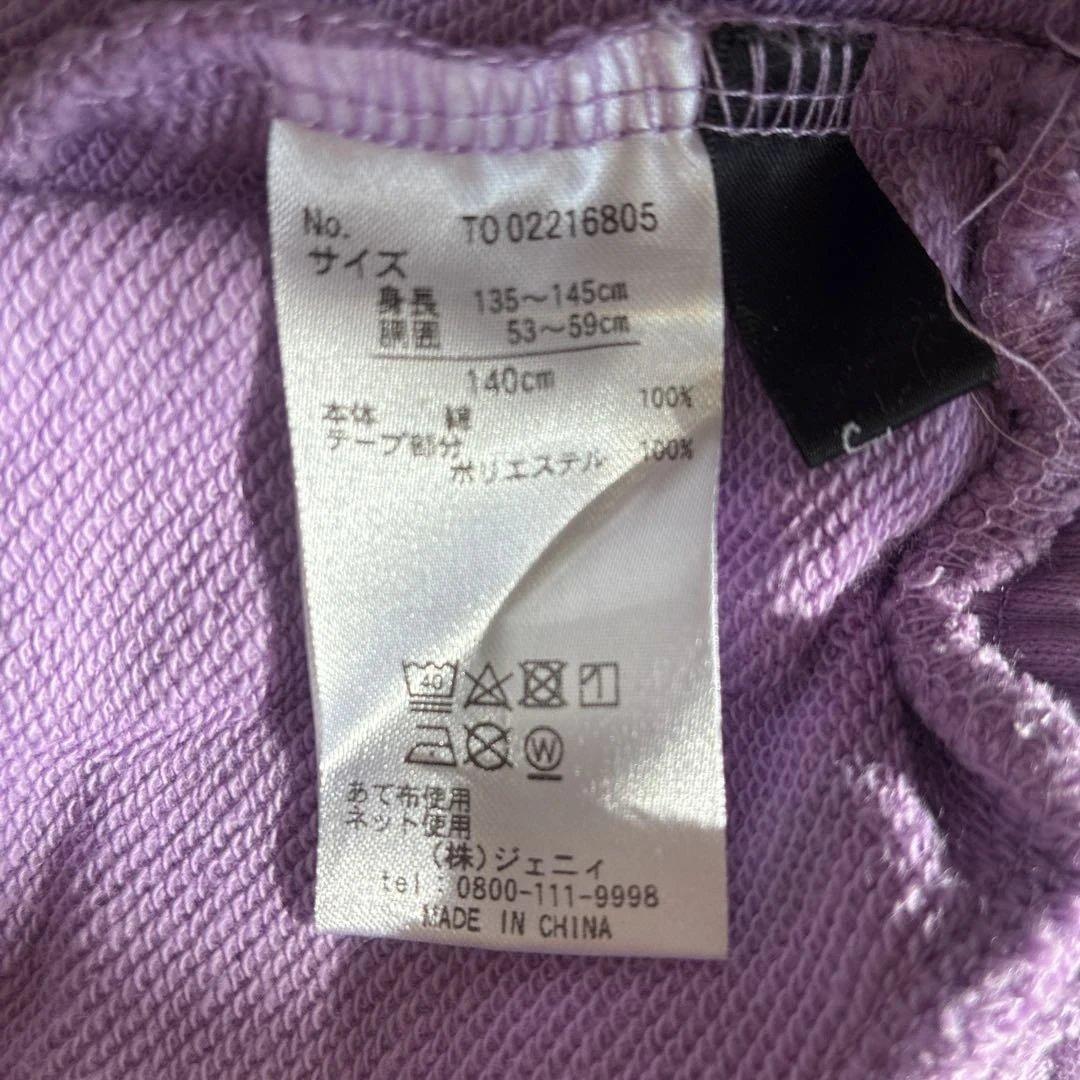 No. TO 02216805
サイズ
身長 135～145cm
胴囲 53～59cm
140cm
本体 綿 100%
テープ部分
ポリエステル 100%
40
W
あて布使用
ネット使用
(株)ジェニィ
tel : 0800-111-9998
MADE IN CHINA